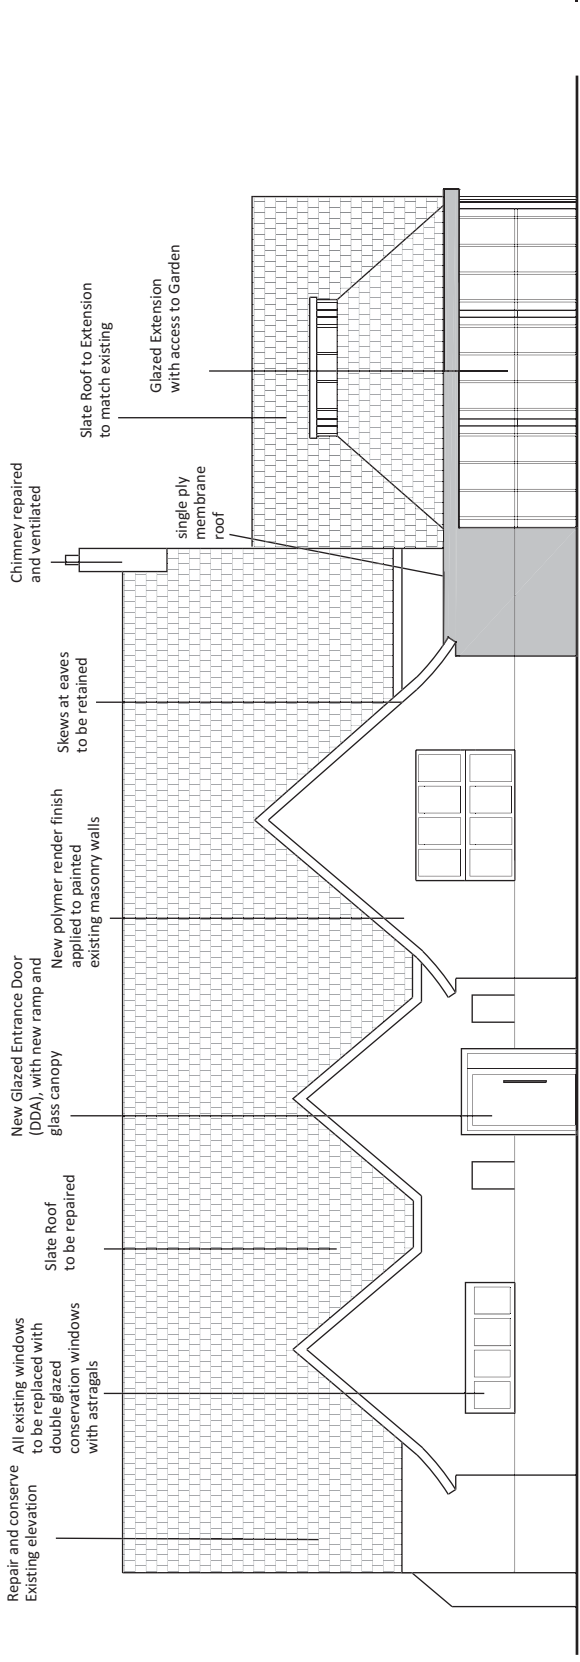 Repair and conserve
Existing elevation
All existing windows
to be replaced with
double glazed
conservation windows
with astragals
Slate Roof
to be repaired
New Glazed Entrance Door
(DDA), with new ramp and
glass canopy
New polymer render finish
applied to painted
existing masonry walls
Skews at eaves
to be retained
Chimney repaired
and ventilated
single ply
membrane
roof
Slate Roof to Extension
to match existing
Glazed Extension
with access to Garden